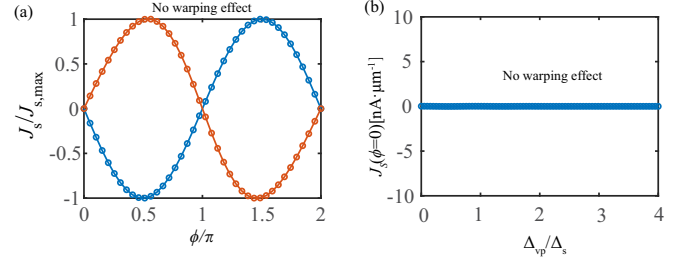 (a)
No warping effect
J_s/J_s,max
1
0.5
0
-0.5
-1
0
0.5
1
1.5
2
ϕ/π
(b)
No warping effect
J_s(ϕ=0)[nA·μm⁻¹]
10
5
0
-5
-10
0
1
2
3
4
Δ_vp/Δ_s